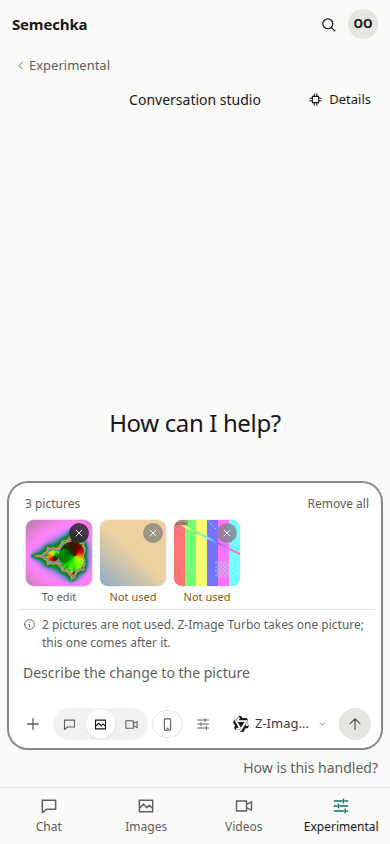 Semechka
OO
Experimental
Conversation studio
Details
How can I help?
3 pictures
Remove all
To edit
Not used
Not used
2 pictures are not used. Z-Image Turbo takes one picture;
this one comes after it.
Describe the change to the picture
Z-Imag...
How is this handled?
Chat
Images
Videos
Experimental